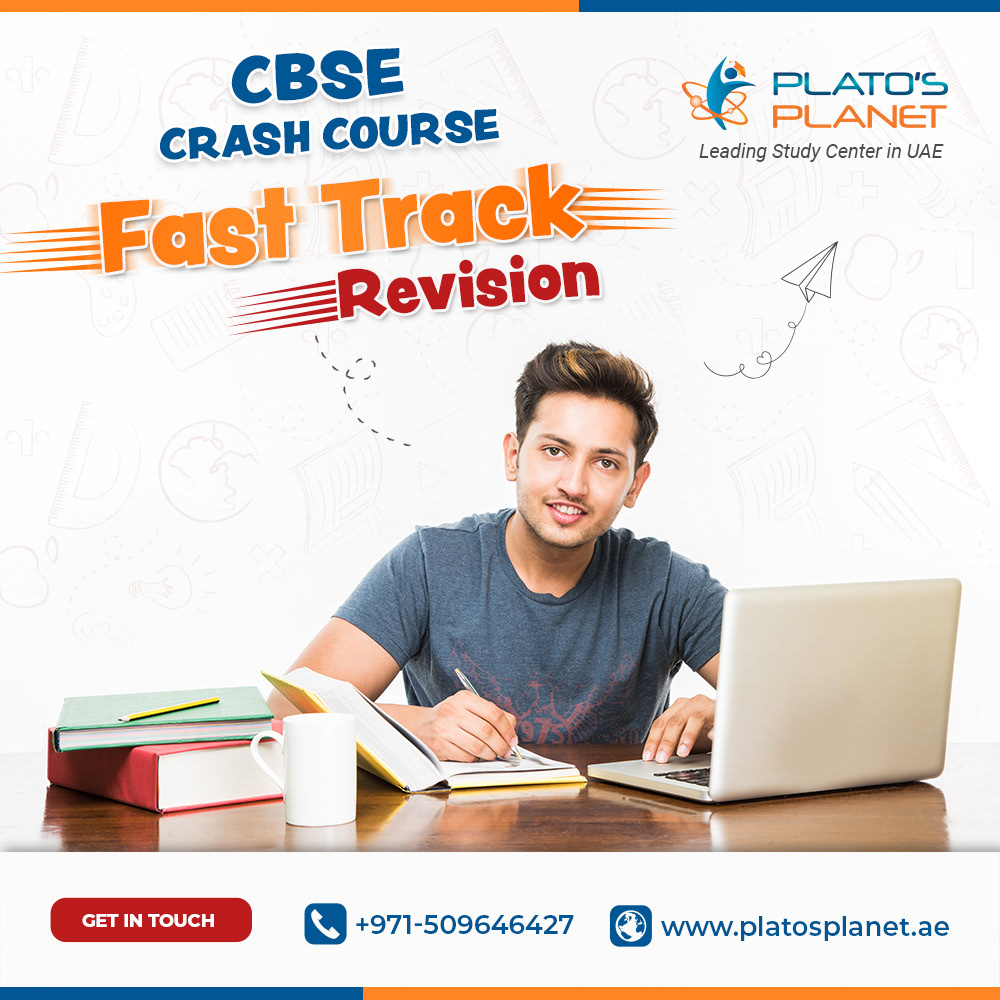 CBSE
CRASH COURSE
Fast Track
Revision
PLATO'S
PLANET
Leading Study Center in UAE
1975
GET IN TOUCH
+971-509646427
www.platosplanet.ae